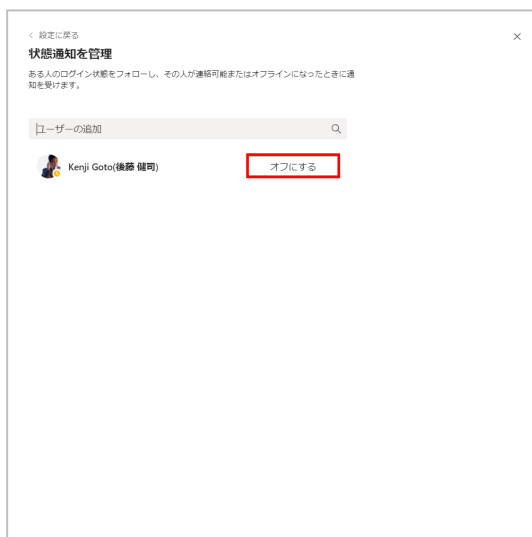 < 設定に戻る
状態通知を管理
ある人のログイン状態をフォローし、その人が連絡可能またはオフラインになったときに通
知を受けます。
ユーザーの追加
Kenji Goto(後藤 健司)
オフにする